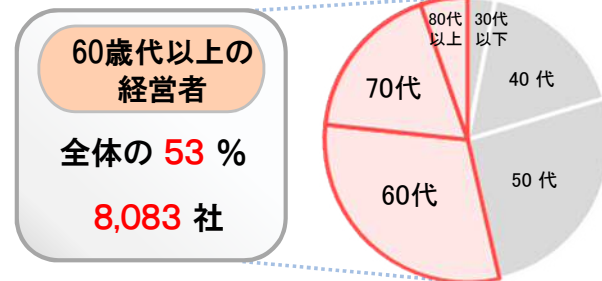 60歳代以上の
経営者
全体の 53 %
8,083 社
80代
以上
30代
以下
70代
40 代
60代
50 代